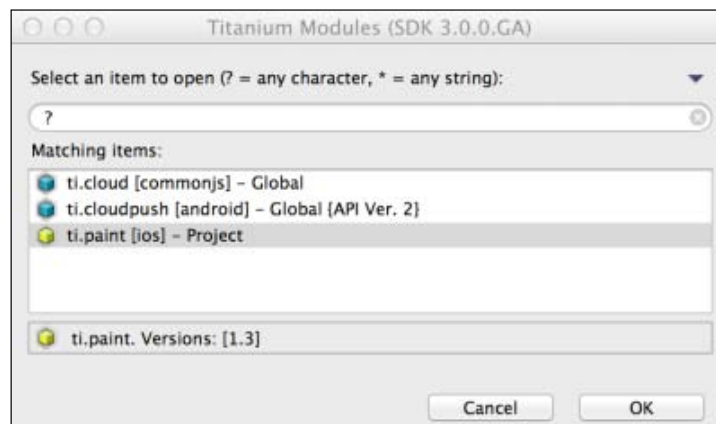 Titanium Modules (SDK 3.0.0.GA)
Select an item to open (? = any character, * = any string):
?
Matching items:
ti.cloud [commonjs] – Global
ti.cloudpush [android] – Global {API Ver. 2}
ti.paint [ios] – Project
ti.paint. Versions: [1.3]
Cancel
OK